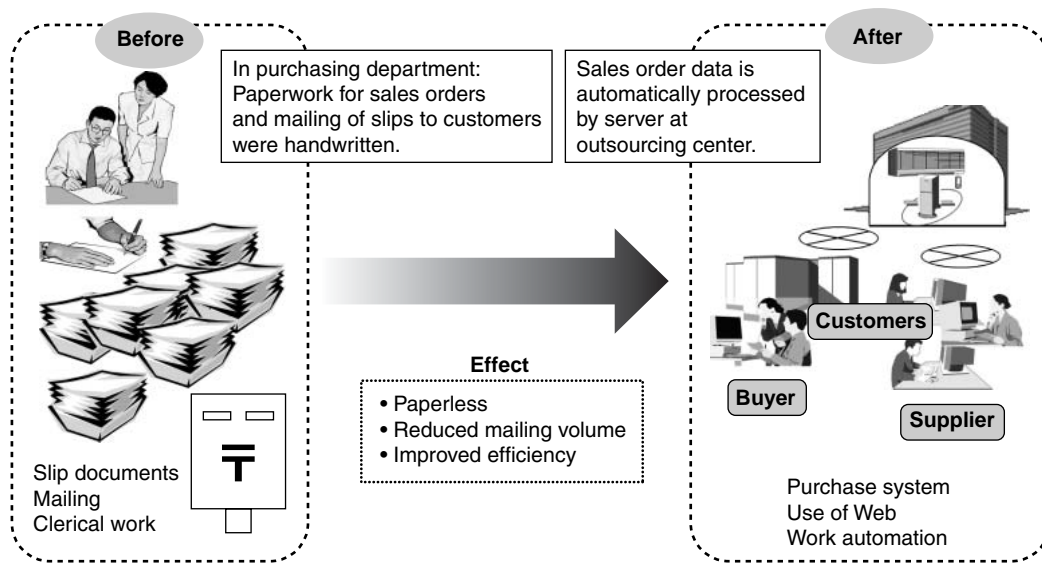 Before
In purchasing department:
Paperwork for sales orders
and mailing of slips to customers
were handwritten.
Sales order data is
automatically processed
by server at
outsourcing center.
After
Customers
Buyer
Supplier
Effect
• Paperless
• Reduced mailing volume
• Improved efficiency
Slip documents
Mailing
Clerical work
〒
Purchase system
Use of Web
Work automation